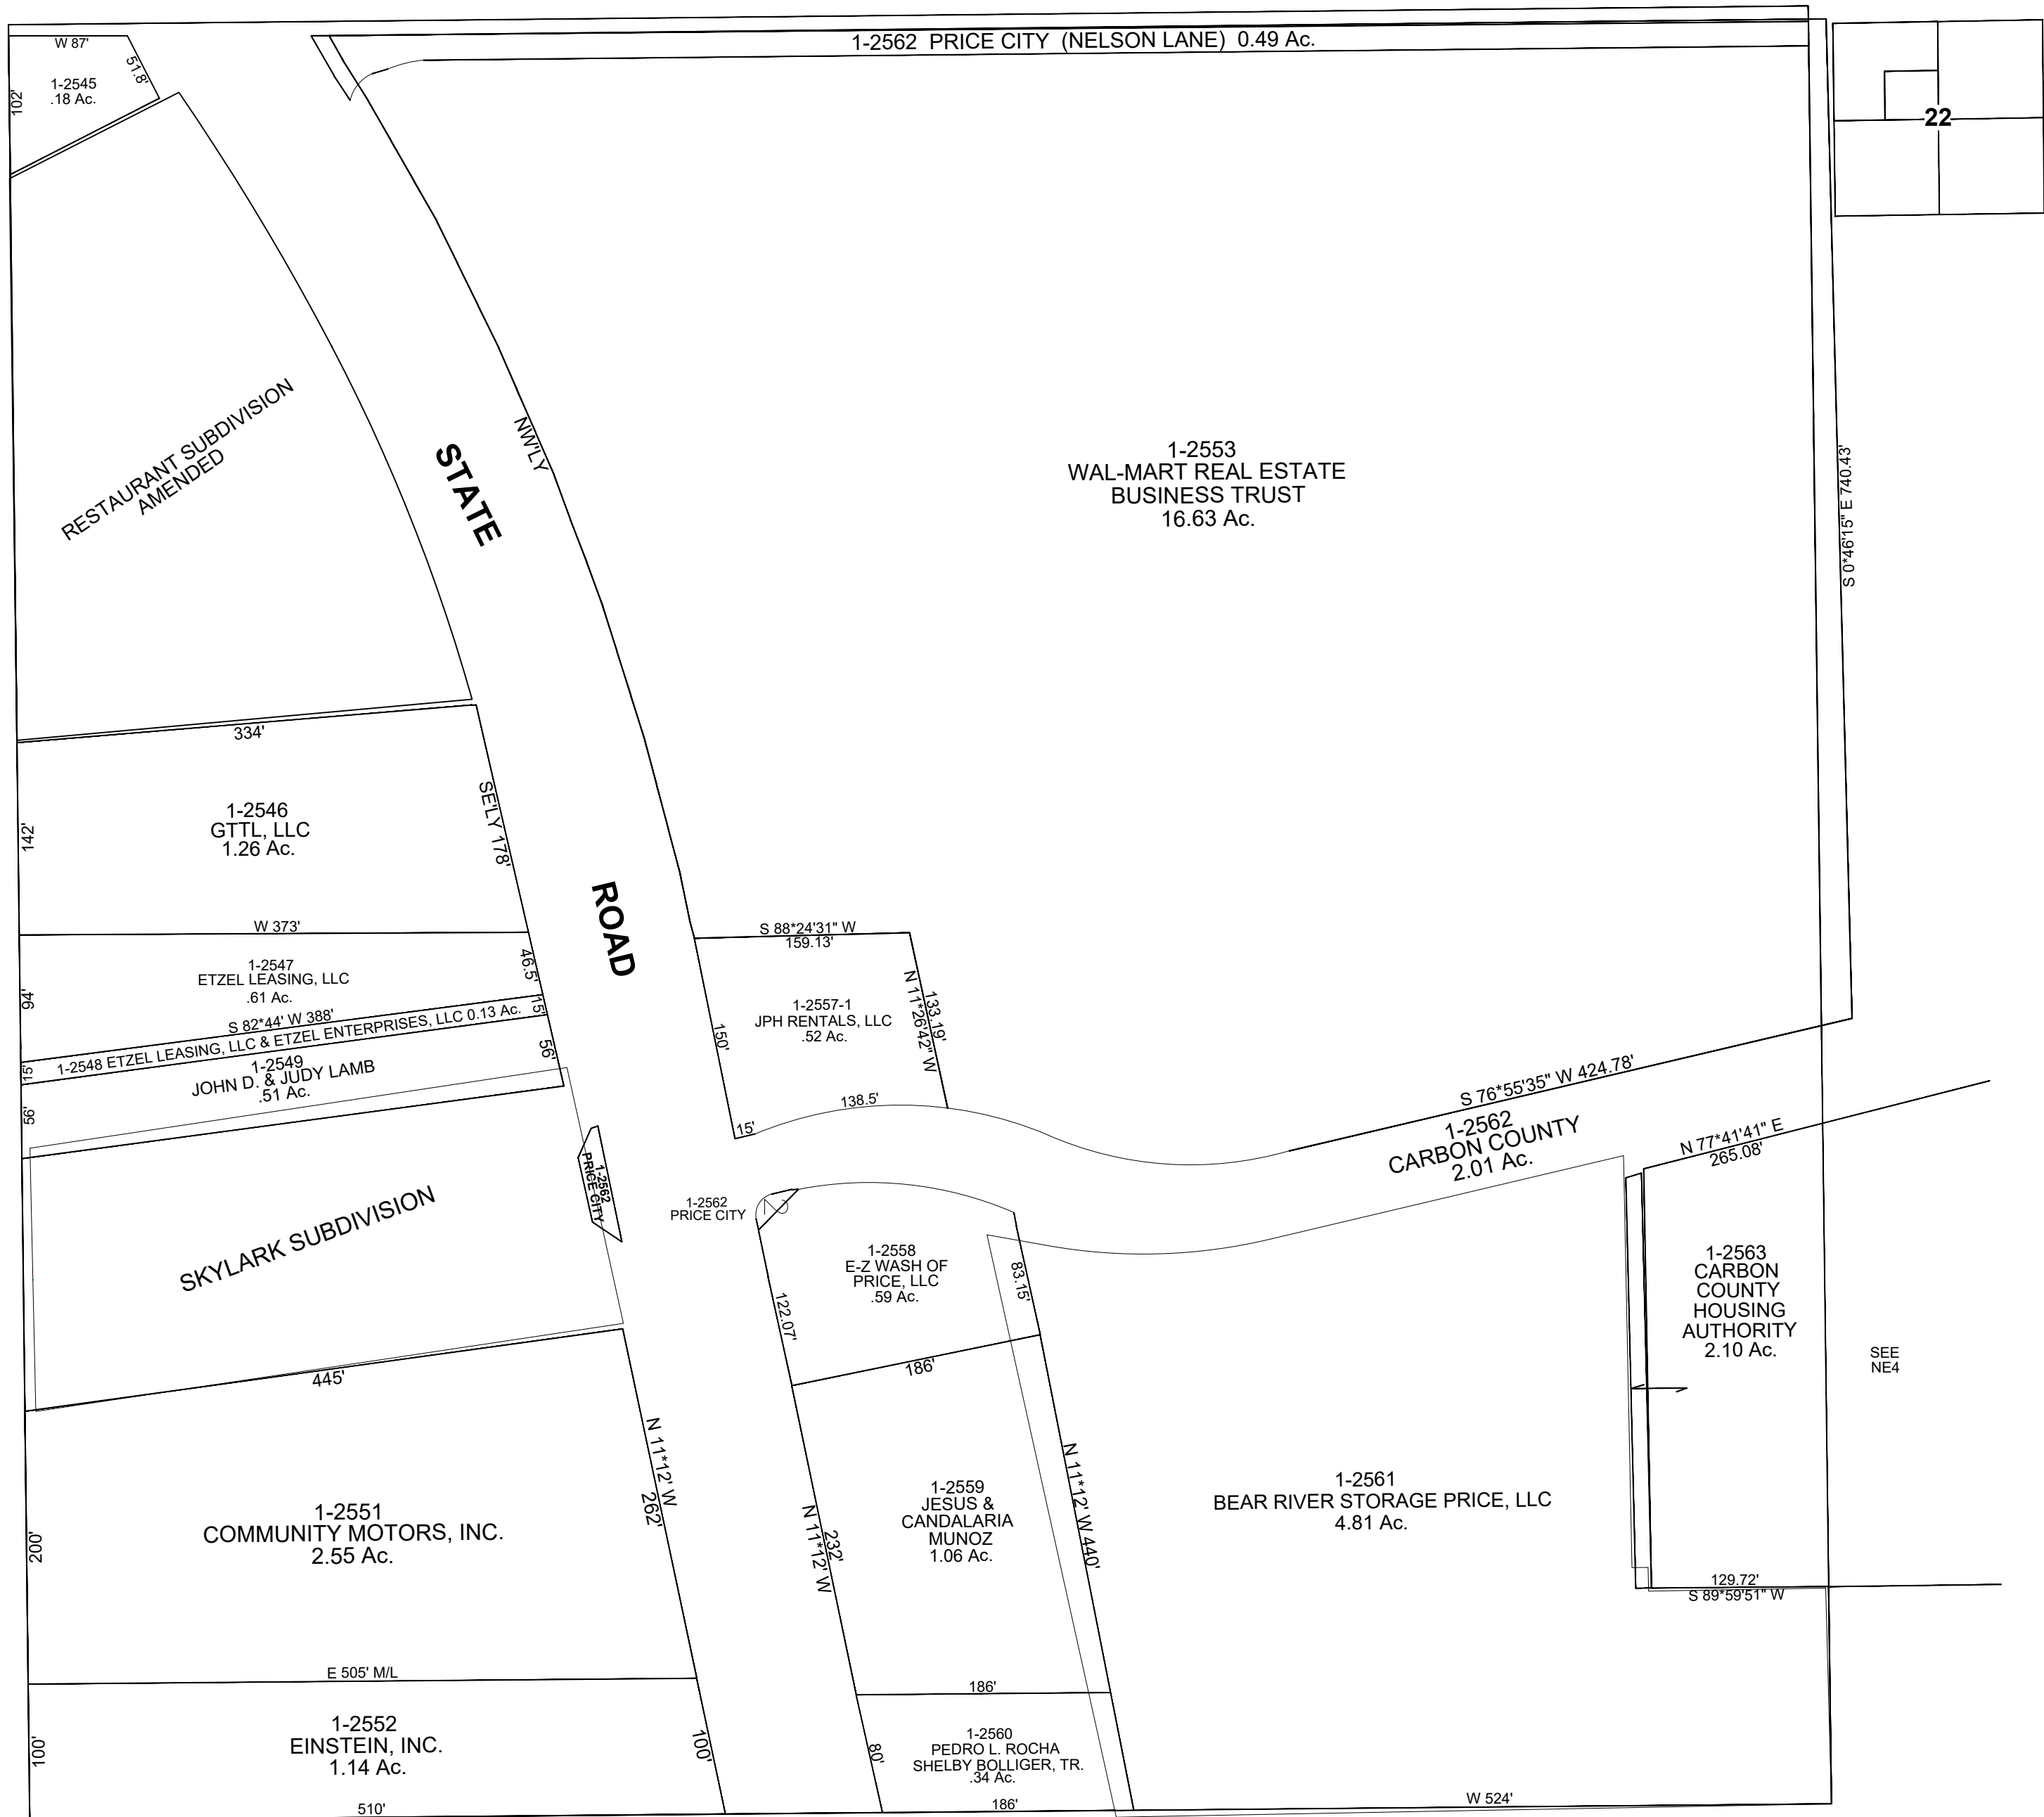 1-2562 PRICE CITY (NELSON LANE) 0.49 Ac.
W 87'
51.8'
102'
1-2545
.18 Ac.
22
RESTAURANT SUBDIVISION
AMENDED
STATE
NW'LY
1-2553
WAL-MART REAL ESTATE
BUSINESS TRUST
16.63 Ac.
S 0*46'15" E 740.43'
334'
142'
1-2546
GTTL, LLC
1.26 Ac.
SE'LY 178'
ROAD
W 373'
94'
1-2547
ETZEL LEASING, LLC
.61 Ac.
46.5'
S 82*44' W 388'
15'
15'
1-2548 ETZEL LEASING, LLC & ETZEL ENTERPRISES, LLC 0.13 Ac.
1-2549
JOHN D. & JUDY LAMB
.51 Ac.
56'
56'
S 88*24'31" W
159.13'
1-2557-1
JPH RENTALS, LLC
.52 Ac.
150'
133.19'
N 11*26'42" W
15'
138.5'
S 76*55'35" W 424.78'
1-2562
CARBON COUNTY
2.01 Ac.
N 77*41'41" E
265.08'
1-2562
PRICE CITY
1-2562
PRICE CITY
SKYLARK SUBDIVISION
1-2558
E-Z WASH OF
PRICE, LLC
.59 Ac.
83.15'
122.07'
186'
1-2563
CARBON
COUNTY
HOUSING
AUTHORITY
2.10 Ac.
SEE
NE4
445'
N 11*12' W
262'
200'
1-2551
COMMUNITY MOTORS, INC.
2.55 Ac.
232'
N 11*12' W
1-2559
JESUS &
CANDALARIA
MUNOZ
1.06 Ac.
N 11*12' W 440'
1-2561
BEAR RIVER STORAGE PRICE, LLC
4.81 Ac.
129.72'
S 89*59'51" W
E 505' M/L
186'
100'
1-2552
EINSTEIN, INC.
1.14 Ac.
100'
80'
1-2560
PEDRO L. ROCHA
SHELBY BOLLIGER, TR.
.34 Ac.
510'
186'
W 524'